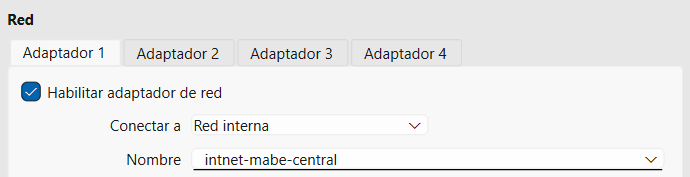 Red
Adaptador 1 Adaptador 2 Adaptador 3 Adaptador 4
Habilitar adaptador de red
Conectar a Red interna
Nombre intnet-mabe-central